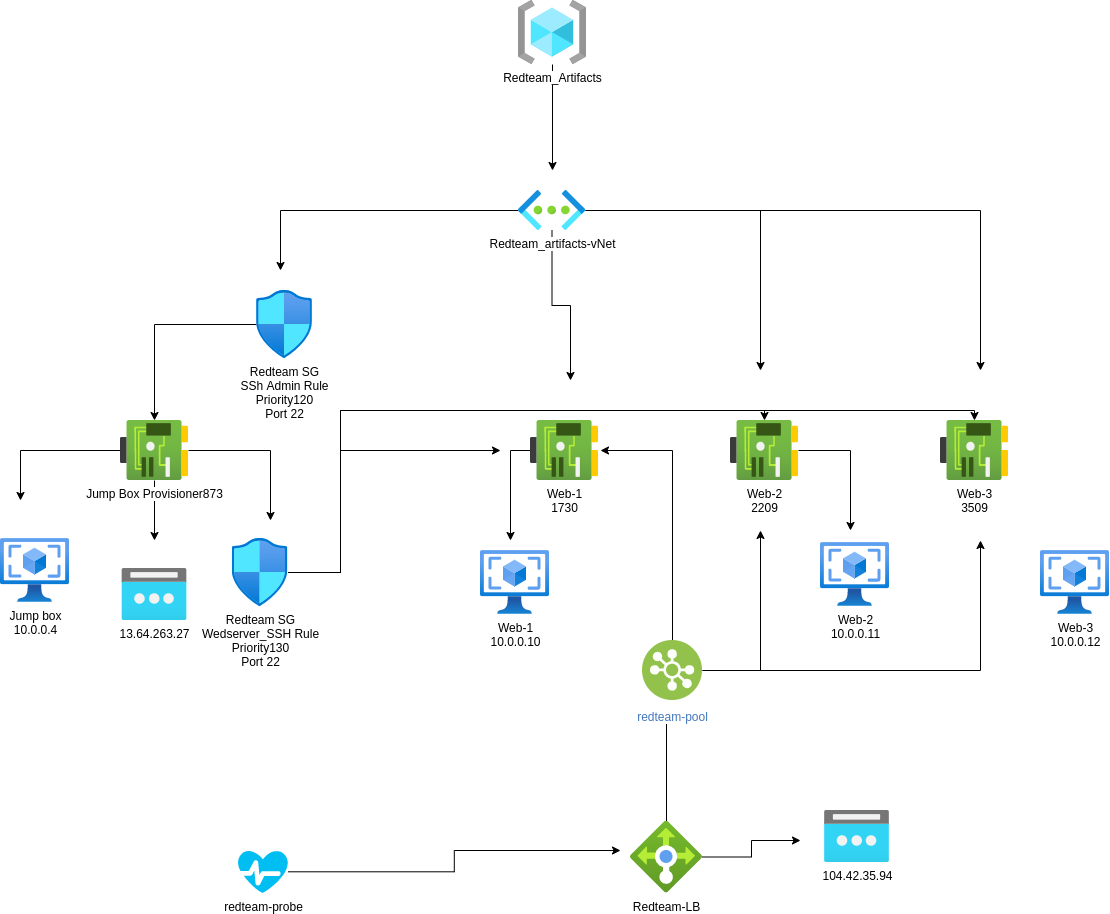 Redteam_Artifacts
Redteam_artifacts-vNet
Redteam SG
SSh Admin Rule
Priority120
Port 22
Jump Box Provisioner873
Web-1
1730
Web-2
2209
Web-3
3509
Jump box
10.0.0.4
13.64.263.27
Redteam SG
Wedserver_SSH Rule
Priority130
Port 22
Web-1
10.0.0.10
Web-2
10.0.0.11
Web-3
10.0.0.12
redteam-pool
104.42.35.94
redteam-probe
Redteam-LB